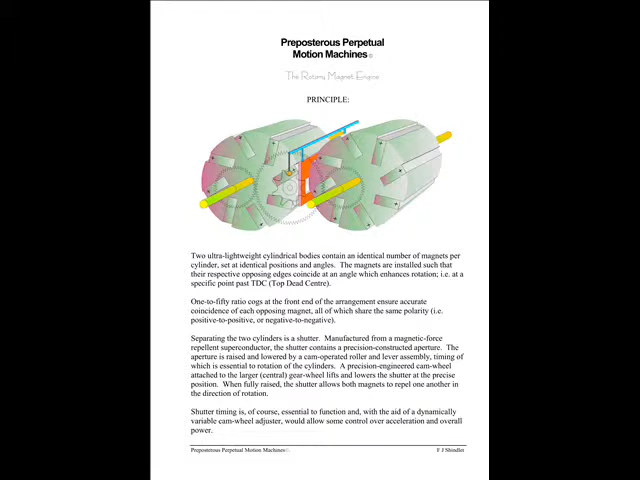 Preposterous Perpetual
Motion Machines©
The Rotary Magnet Engine
PRINCIPLE:
Two ultra-lightweight cylindrical bodies contain an identical number of magnets per
cylinder, set at identical positions and angles. The magnets are installed such that
their respective opposing edges coincide at an angle which enhances rotation; i.e. at a
specific point past TDC (Top Dead Centre).
One-to-fifty ratio cogs at the front end of the arrangement ensure accurate
coincidence of each opposing magnet, all of which share the same polarity (i.e.
positive-to-positive, or negative-to-negative).
Separating the two cylinders is a shutter. Manufactured from a magnetic-force
repellent superconductor, the shutter contains a precision-constructed aperture. The
aperture is raised and lowered by a cam-operated roller and lever assembly, timing of
which is essential to rotation of the cylinders. A precision-engineered cam-wheel
attached to the larger (central) gear-wheel lifts and lowers the shutter at the precise
position. When fully raised, the shutter allows both magnets to repel one another in
the direction of rotation.
Shutter timing is, of course, essential to function and, with the aid of a dynamically
variable cam-wheel adjuster, would allow some control over acceleration and overall
power.
Preposterous Perpetual Motion Machines© F J Shindler